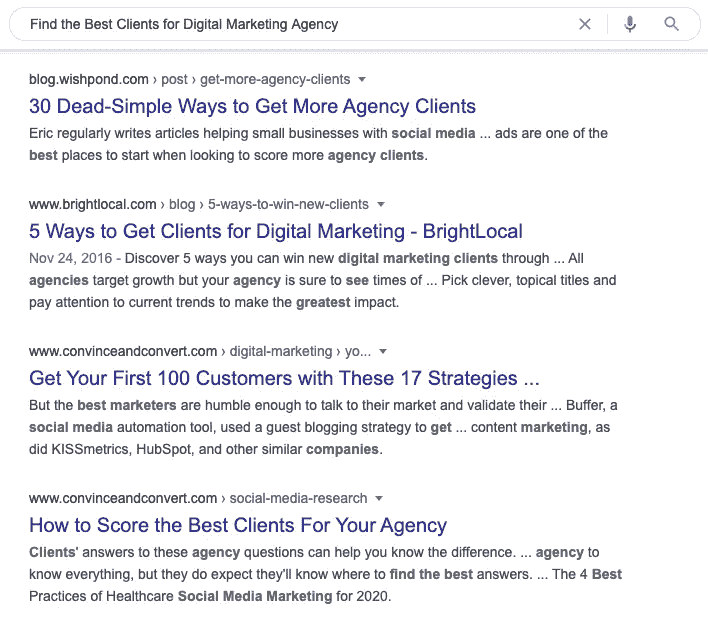 Find the Best Clients for Digital Marketing Agency
blog.wishpond.com › post › get-more-agency-clients
30 Dead-Simple Ways to Get More Agency Clients
Eric regularly writes articles helping small businesses with social media ... ads are one of the
best places to start when looking to score more agency clients.
www.brightlocal.com › blog › 5-ways-to-win-new-clients
5 Ways to Get Clients for Digital Marketing - BrightLocal
Nov 24, 2016 - Discover 5 ways you can win new digital marketing clients through ... All
agencies target growth but your agency is sure to see times of ... Pick clever, topical titles and
pay attention to current trends to make the greatest impact.
www.convinceandconvert.com › digital-marketing › yo...
Get Your First 100 Customers with These 17 Strategies ...
But the best marketers are humble enough to talk to their market and validate their ... Buffer, a
social media automation tool, used a guest blogging strategy to get ... content marketing, as
did KISSmetrics, HubSpot, and other similar companies.
www.convinceandconvert.com › social-media-research
How to Score the Best Clients For Your Agency
Clients' answers to these agency questions can help you know the difference. ... agency to
know everything, but they do expect they'll know where to find the best answers. ... The 4 Best
Practices of Healthcare Social Media Marketing for 2020.